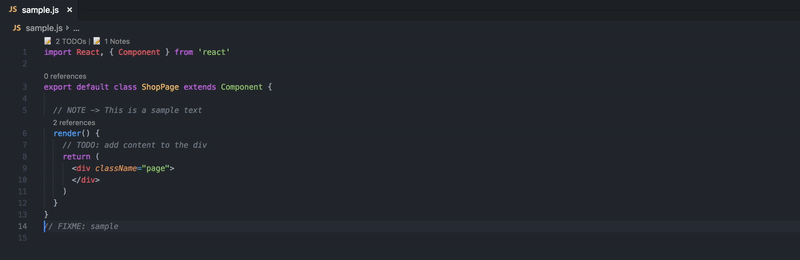 JS sample.js ×
JS sample.js > ...
2 TODOs | 1 Notes
1 import React, { Component } from 'react'
2
0 references
3 export default class ShopPage extends Component {
4
5 // NOTE ~> This is a sample text
2 references
6 render() {
7 // TODO: add content to the div
8 return (
9 <div className="page">
10 </div>
11 )
12 }
13 }
14 // FIXME: sample
15